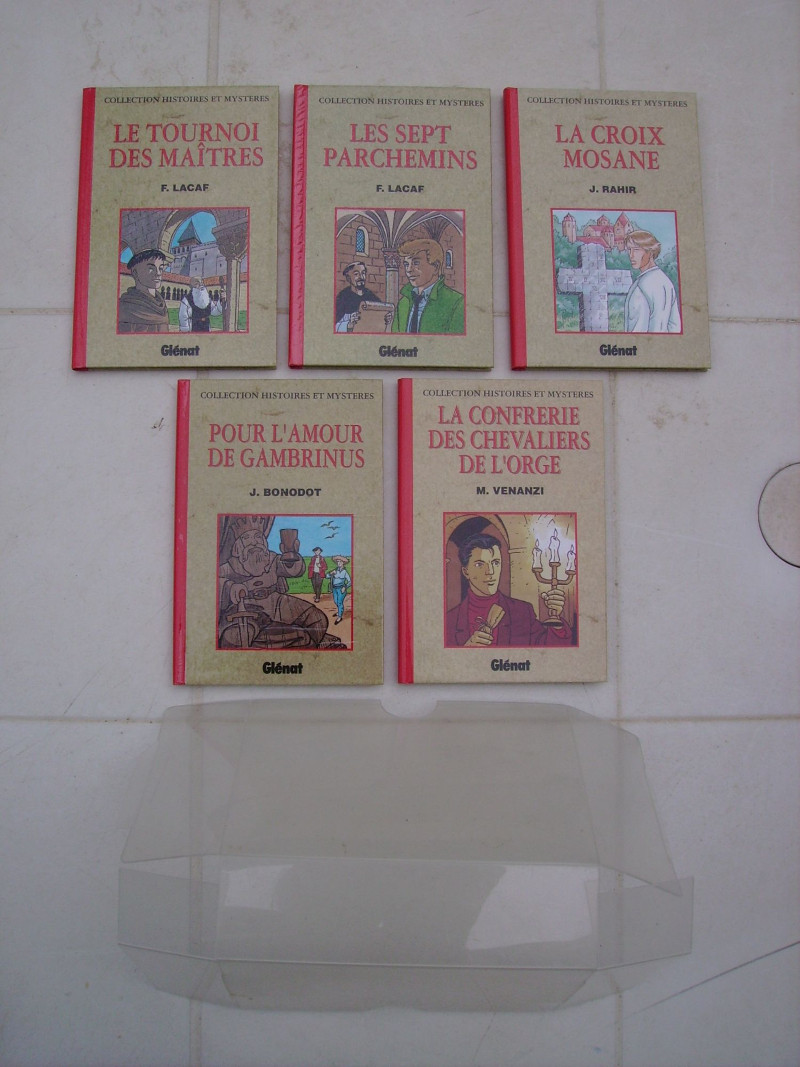 COLLECTION HISTOIRES ET MYSTERES
LE TOURNOI
DES MAÎTRES
F. LACAF
Glénat
COLLECTION HISTOIRES ET MYSTERES
LES SEPT
PARCHEMINS
F. LACAF
Glénat
COLLECTION HISTOIRES ET MYSTERES
LA CROIX
MOSANE
J. RAHIR
Glénat
COLLECTION HISTOIRES ET MYSTERES
POUR L'AMOUR
DE GAMBRINUS
J. BONODOT
Glénat
COLLECTION HISTOIRES ET MYSTERES
LA CONFRERIE
DES CHEVALIERS
DE L'ORGE
M. VENANZI
Glénat